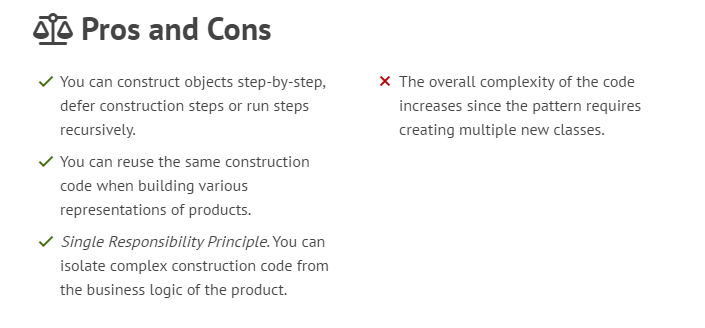 Pros and Cons
You can construct objects step-by-step,
defer construction steps or run steps
recursively.
You can reuse the same construction
code when building various
representations of products.
Single Responsibility Principle. You can
isolate complex construction code from
the business logic of the product.
The overall complexity of the code
increases since the pattern requires
creating multiple new classes.